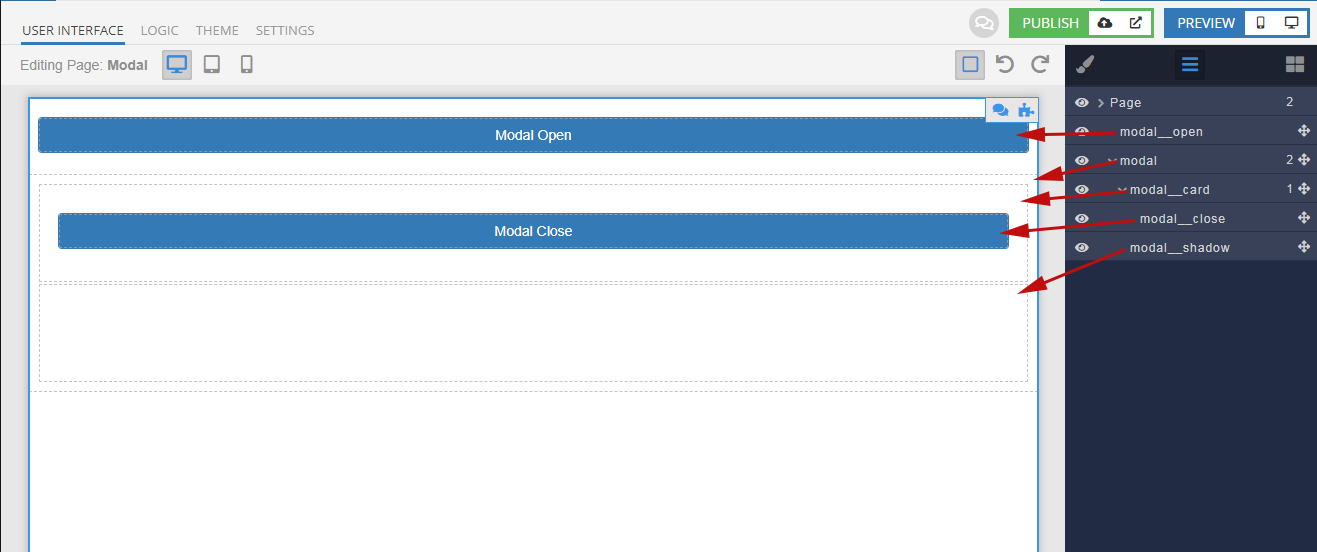 USER INTERFACE LOGIC THEME SETTINGS PUBLISH PREVIEW
Editing Page: Modal
Modal Open
Modal Close
Page 2
modal__open
modal 2
modal__card 1
modal__close
modal__shadow